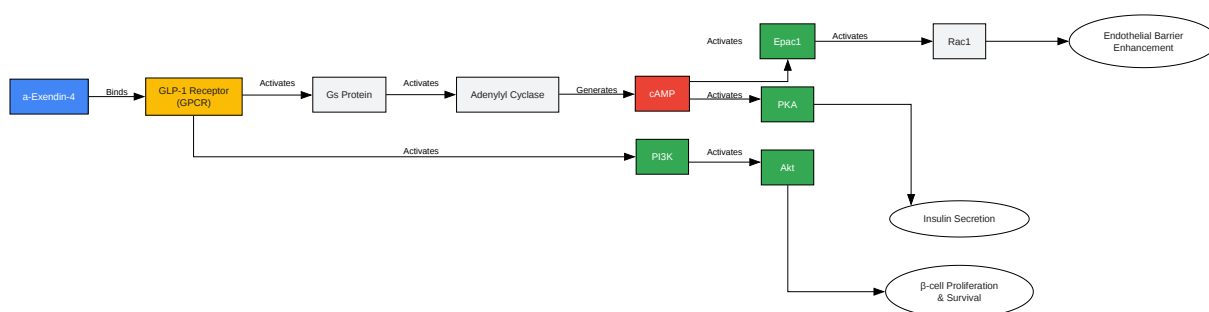 Activates
Epac1
Activates
Rac1
Endothelial Barrier
Enhancement
a-Exendin-4
Binds
GLP-1 Receptor
(GPCR)
Activates
Gs Protein
Activates
Adenylyl Cyclase
Generates
cAMP
Activates
PKA
Activates
PI3K
Activates
Akt
Insulin Secretion
β-cell Proliferation
& Survival